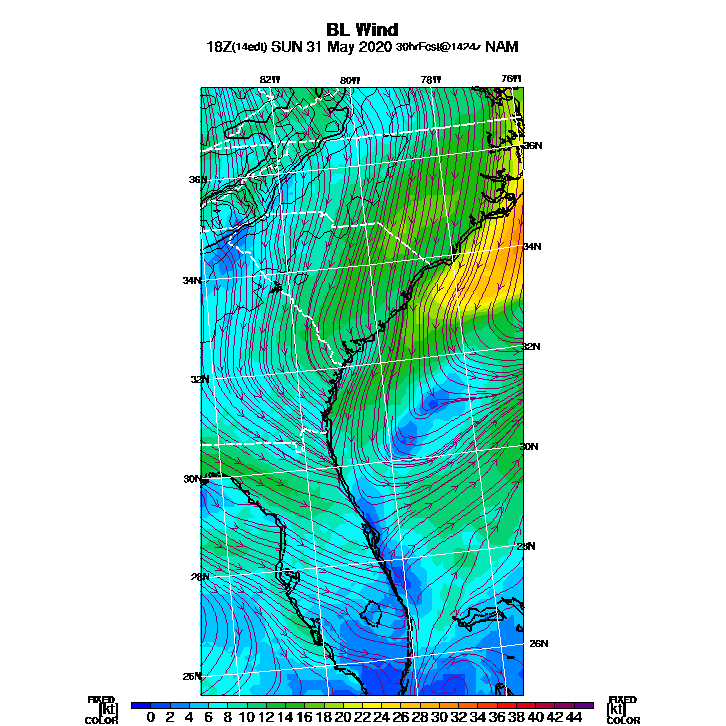 BL Wind
18Z(14edt) SUN 31 May 2020 30hrFcst@1424z NAM
82W 80W 78W 76W
36N
36N
34N
34N
32N
32N
30N
30N
28N
28N
26N
26N
FIXED FIXED
[kt] 0 2 4 6 8 10 12 14 16 18 20 22 24 26 28 30 32 34 36 38 40 42 44 [kt]
COLOR COLOR